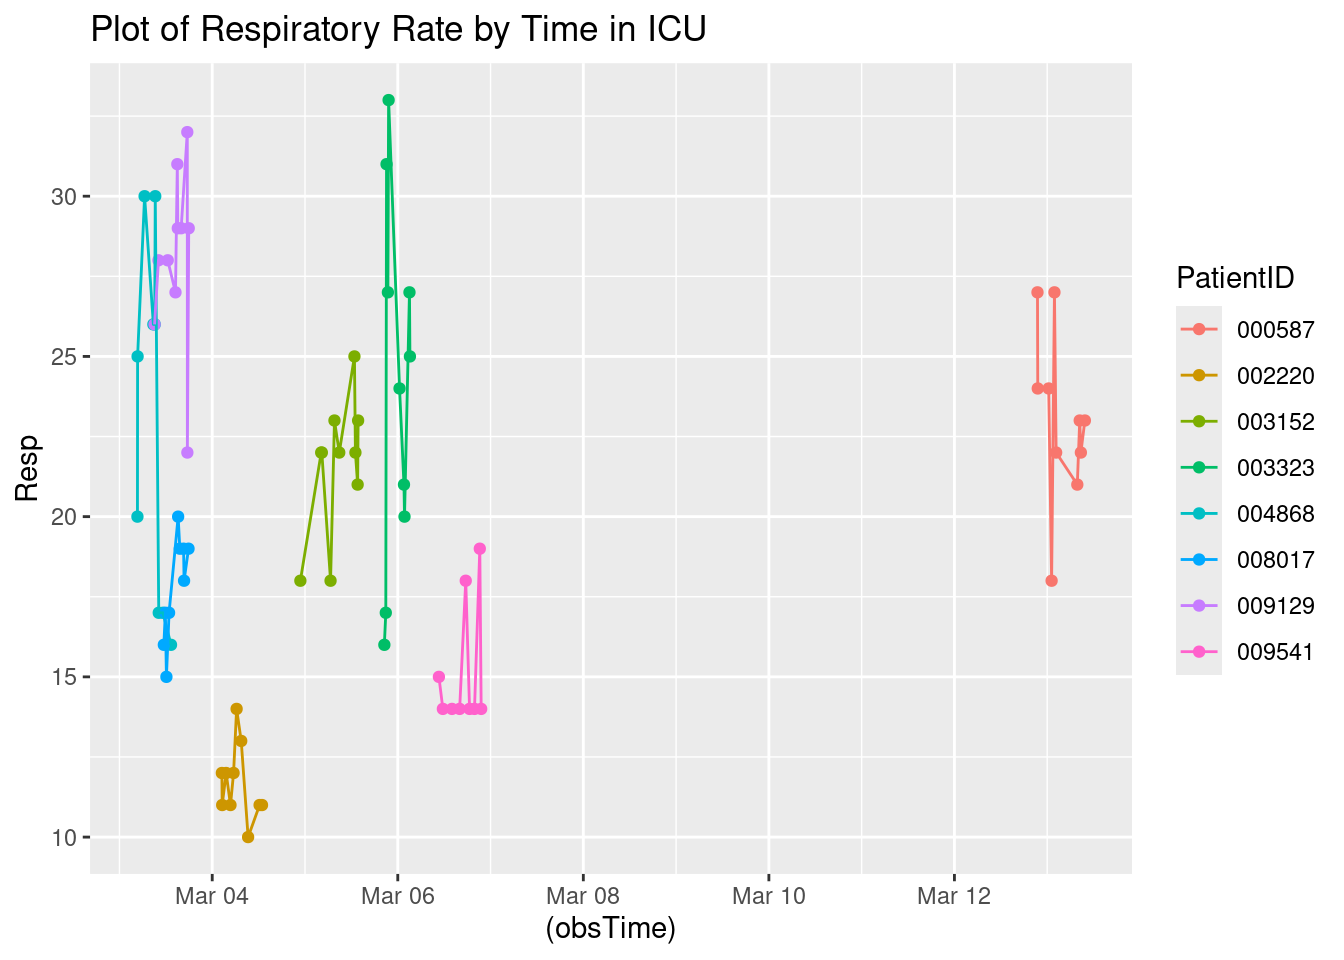 Plot of Respiratory Rate by Time in ICU
Resp
30
25
20
15
10
Mar 04
Mar 06
Mar 08
Mar 10
Mar 12
(obsTime)
PatientID
000587
002220
003152
003323
004868
008017
009129
009541